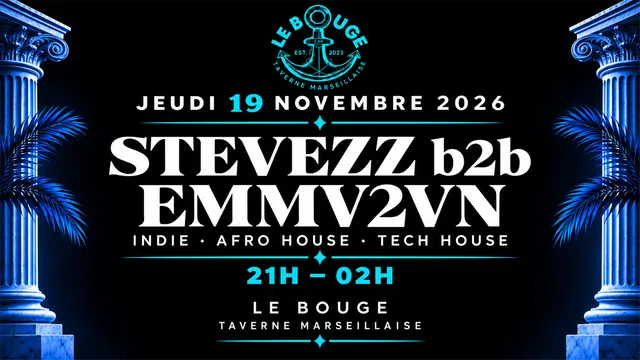 LE BOUGE
EST. 2023
TAVERNE MARSEILLAISE
JEUDI 19 NOVEMBRE 2026
STEVEZZ b2b
EMMV2VN
INDIE · AFRO HOUSE · TECH HOUSE
21H – 02H
LE BOUGE
TAVERNE MARSEILLAISE